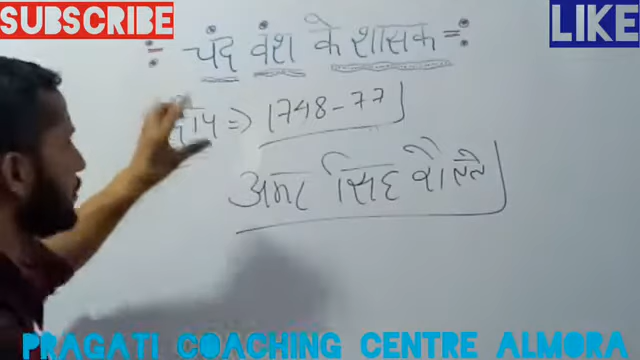 SUBSCRIBE
LIKE
चंद वंश के शासक
⇒ 1748-77
अमर सिंह
PRAGATI COACHING CENTRE ALMORA